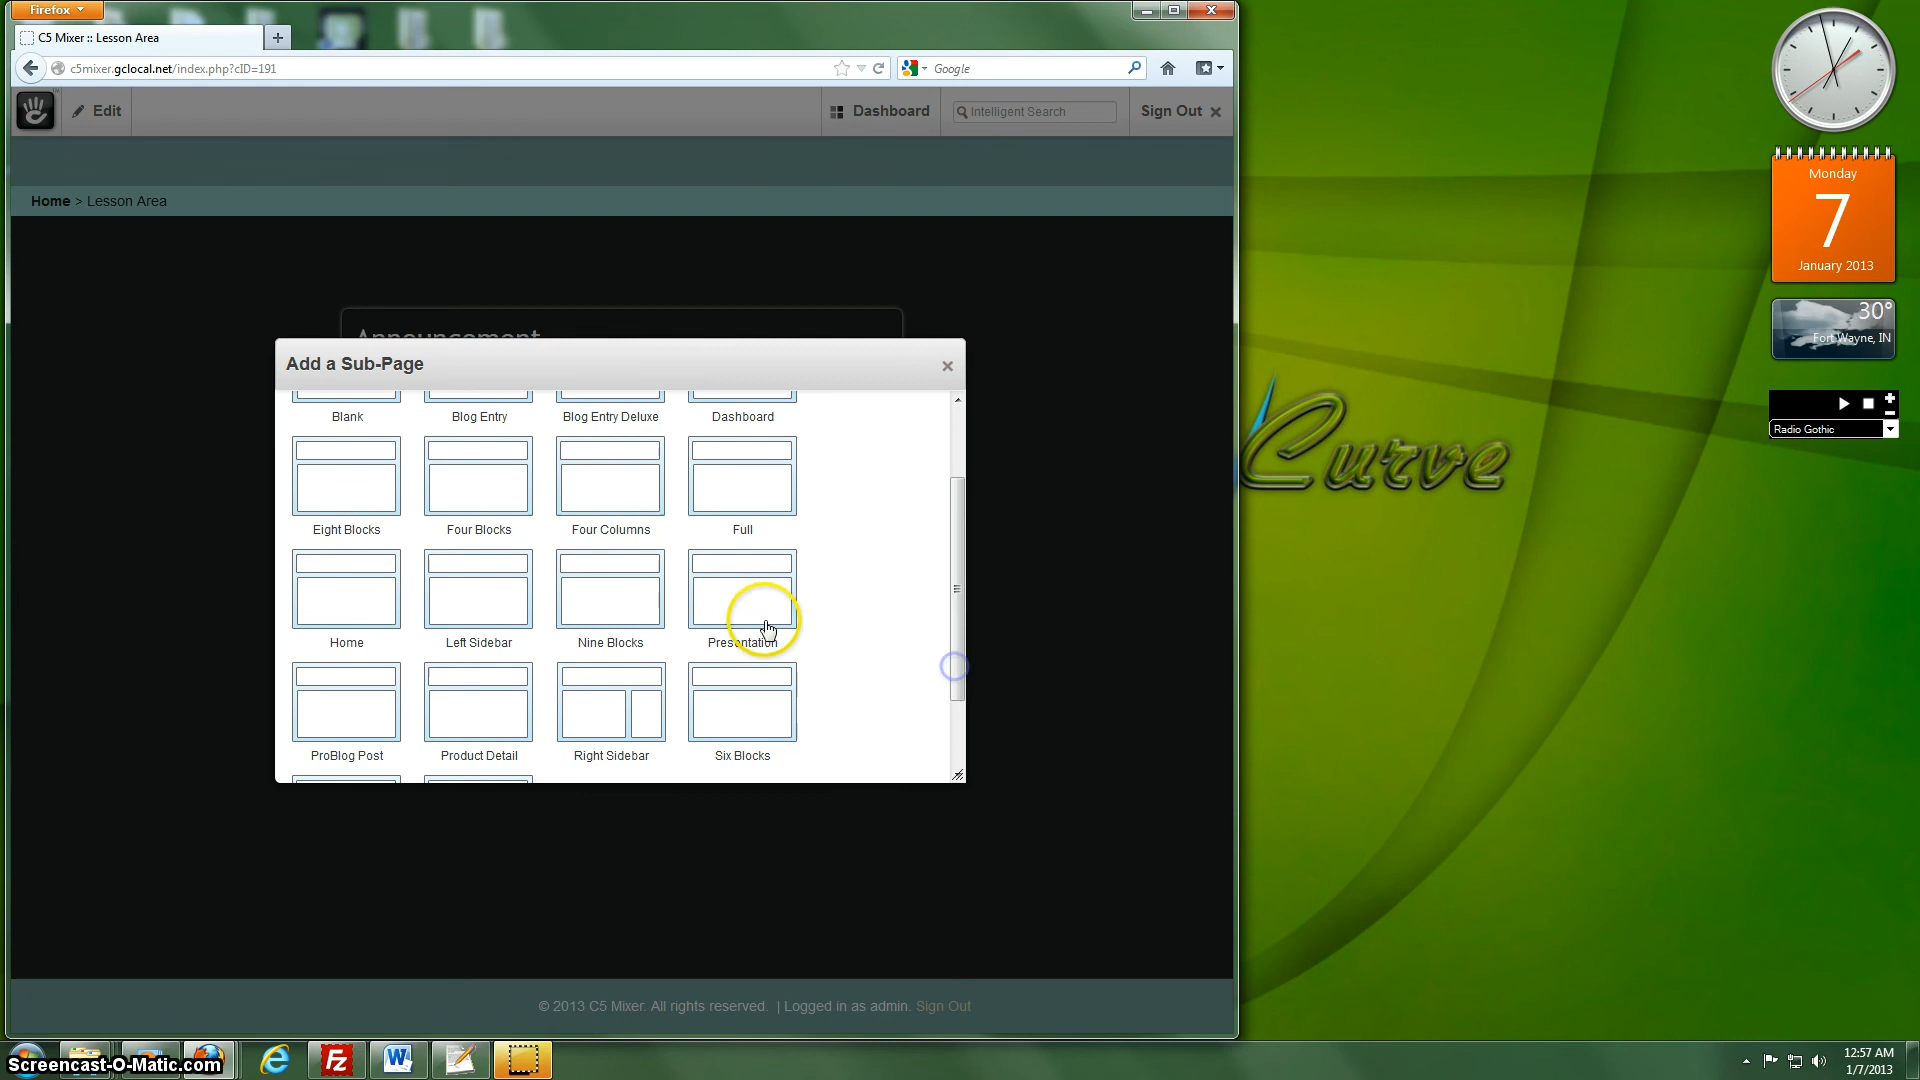 Firefox
C5 Mixer :: Lesson Area
c5mixer.gclocal.net/index.php?cID=191
Google
Edit
Dashboard
Intelligent Search
Sign Out
Home > Lesson Area
Announcement
Add a Sub-Page
Blank
Blog Entry
Blog Entry Deluxe
Dashboard
Eight Blocks
Four Blocks
Four Columns
Full
Home
Left Sidebar
Nine Blocks
Presentation
ProBlog Post
Product Detail
Right Sidebar
Six Blocks
© 2013 C5 Mixer. All rights reserved. | Logged in as admin. Sign Out
Monday
7
January 2013
30°
Fort Wayne, IN
Radio Gothic
Curve
Screencast-O-Matic.com
12:57 AM
1/7/2013